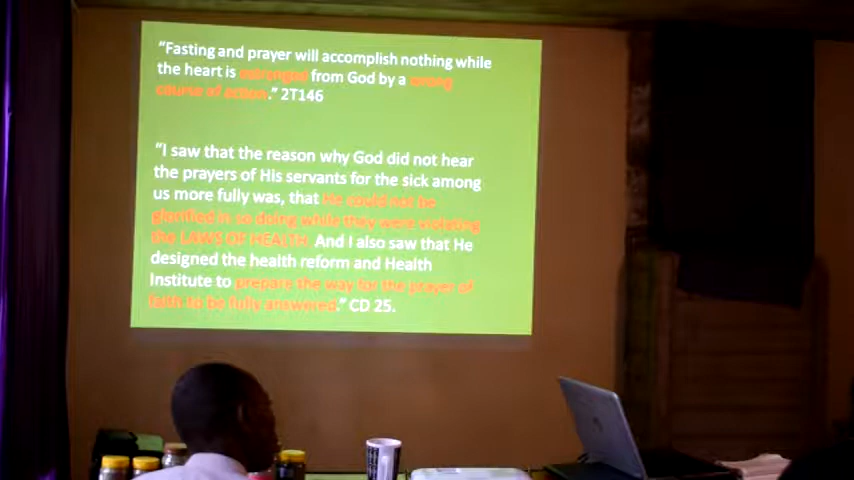 "Fasting and prayer will accomplish nothing while
the heart is estranged from God by a wrong
course of action." 2T146
"I saw that the reason why God did not hear
the prayers of His servants for the sick among
us more fully was, that He could not be
glorified in so doing while they were violating
the LAWS OF HEALTH. And I also saw that He
designed the health reform and Health
Institute to prepare the way for the prayer of
faith to be fully answered." CD 25.